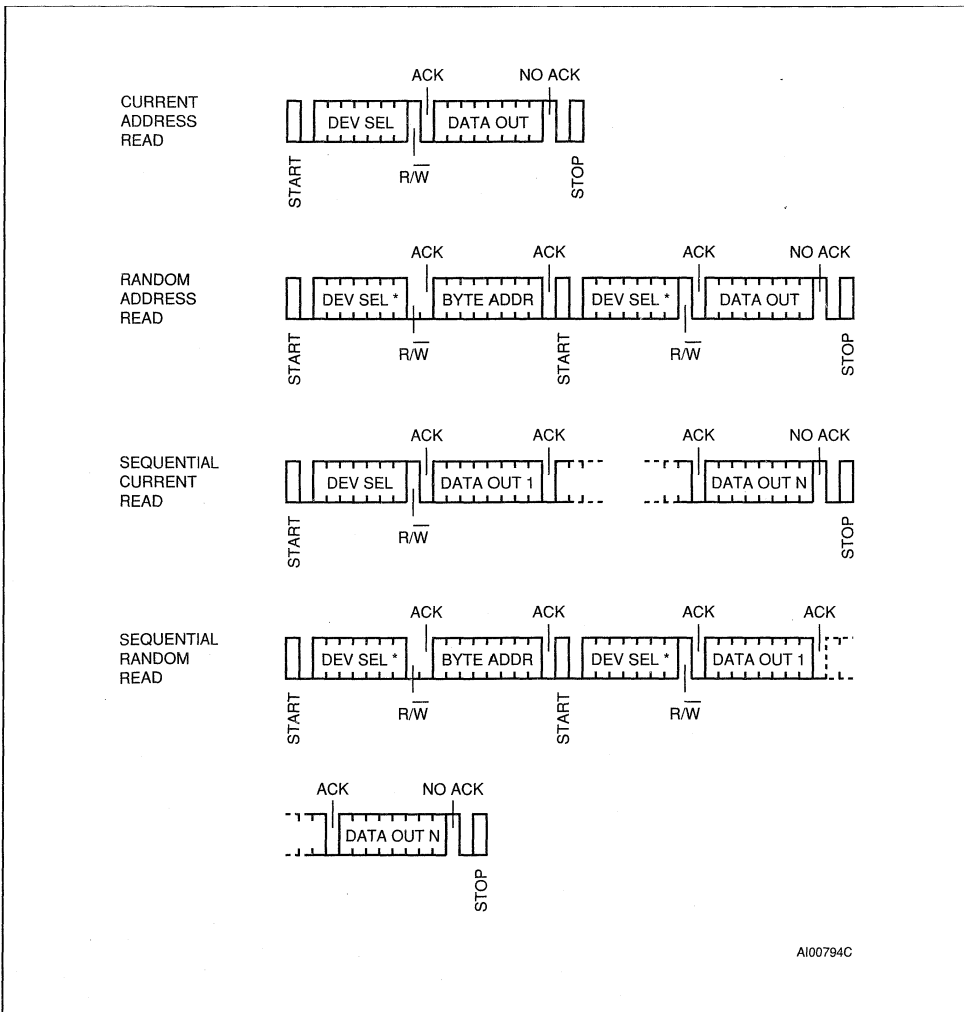 ACK NO ACK
CURRENT
ADDRESS
READ
DEV SEL DATA OUT
START R/W̅ STOP
ACK ACK ACK NO ACK
RANDOM
ADDRESS
READ
DEV SEL * BYTE ADDR DEV SEL * DATA OUT
START R/W̅ START R/W̅ STOP
ACK ACK ACK NO ACK
SEQUENTIAL
CURRENT
READ
DEV SEL DATA OUT 1 DATA OUT N
START R/W̅ STOP
ACK ACK ACK ACK
SEQUENTIAL
RANDOM
READ
DEV SEL * BYTE ADDR DEV SEL * DATA OUT 1
START R/W̅ START R/W̅
ACK NO ACK
DATA OUT N
STOP
AI00794C